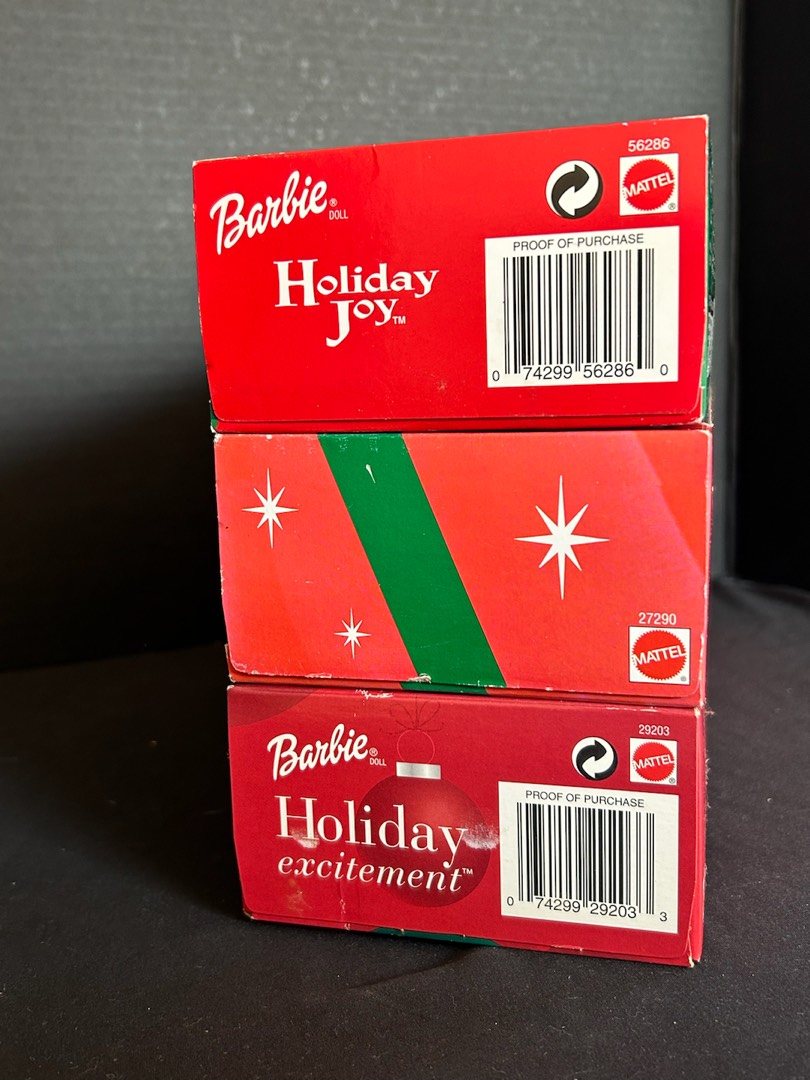 56286
Barbie®
DOLL
MATTEL
®
Holiday
Joy™
PROOF OF PURCHASE
0 74299 56286 0
27290
MATTEL
®
29203
Barbie®
DOLL
MATTEL
®
Holiday
excitement™
PROOF OF PURCHASE
0 74299 29203 3